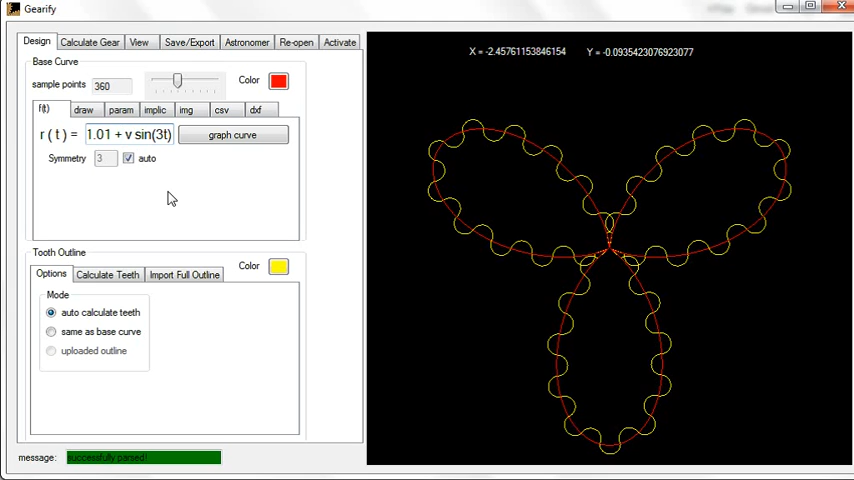 Gearify
Design Calculate Gear View Save/Export Astronomer Re-open Activate
X = -2.45761153846154 Y = -0.0935423076923077
Base Curve
sample points 360 Color
f(t) draw param implic img csv dxf
r ( t ) = 1.01 + v sin(3t) graph curve
Symmetry 3 auto
Tooth Outline
Color
Options Calculate Teeth Import Full Outline
Mode
auto calculate teeth
same as base curve
uploaded outline
message: successfully parsed!